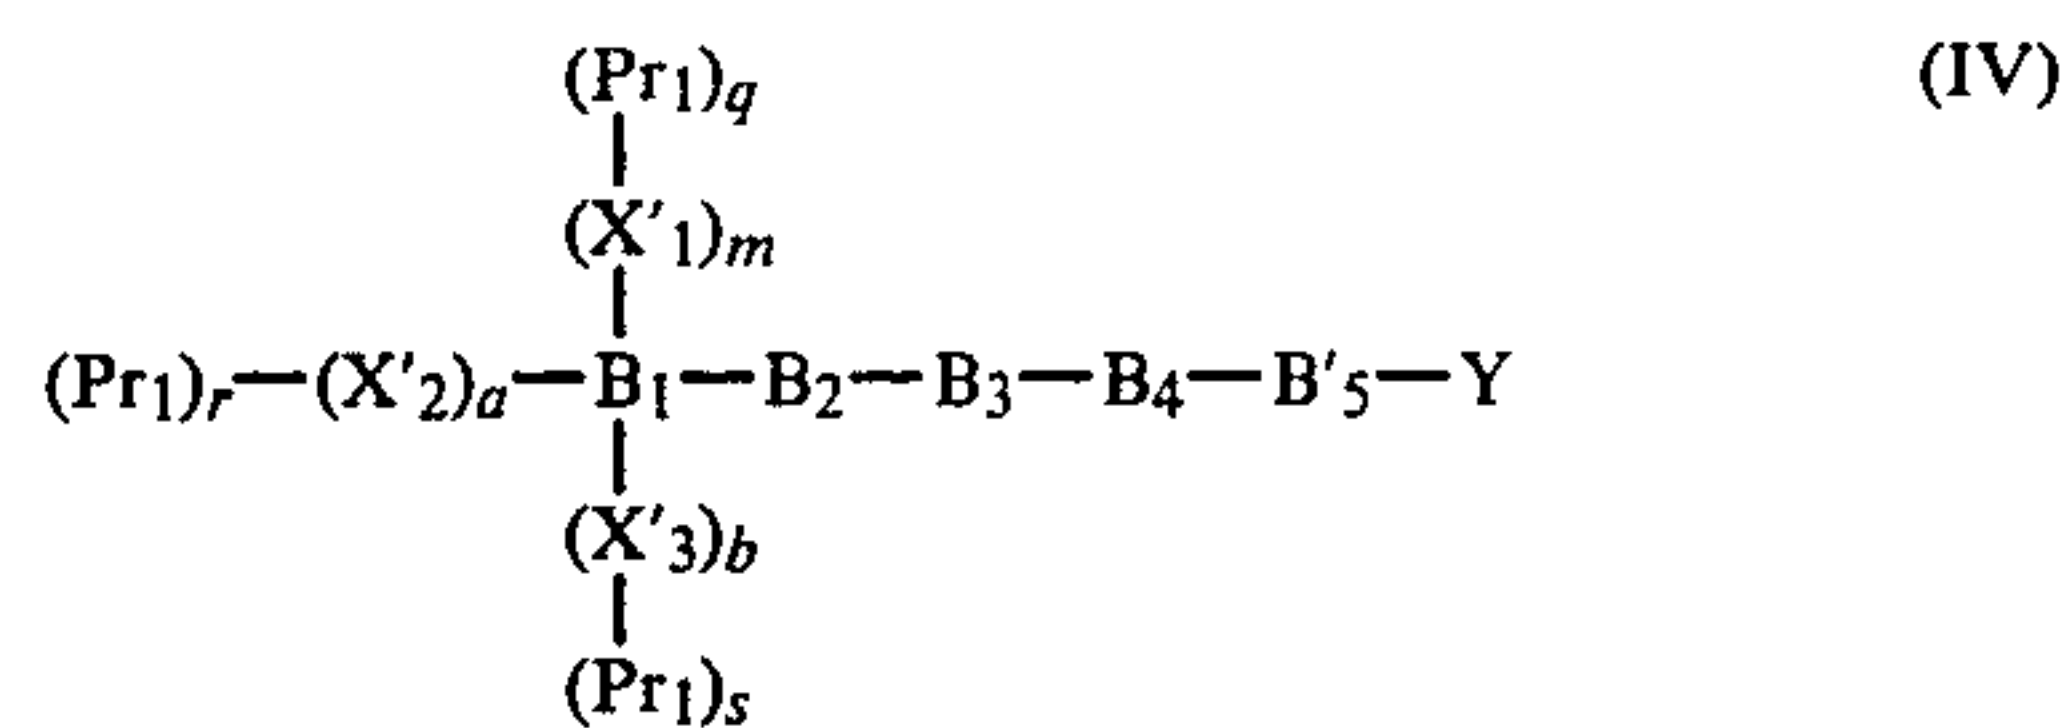 (Pr1)q (IV)
(X'1)m
(Pr1)r—(X'2)a—B1—B2—B3—B4—B'5—Y
(X'3)b
(Pr1)s